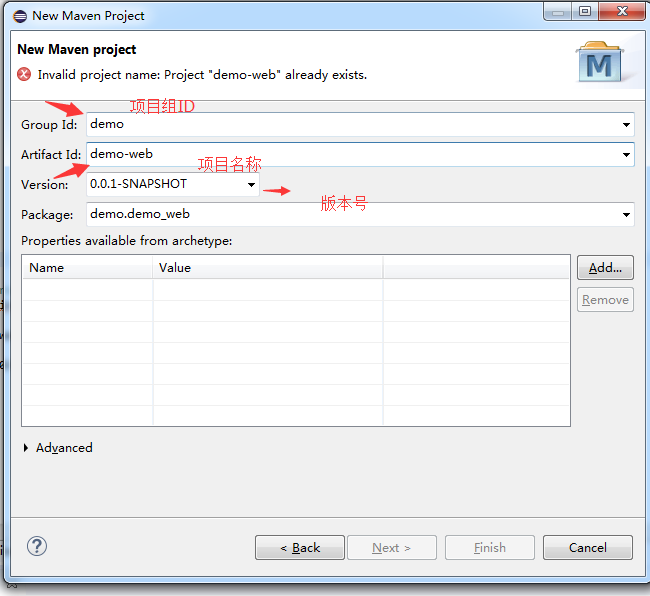 New Maven Project
New Maven project
Invalid project name: Project "demo-web" already exists.
项目组ID
Group Id: demo
Artifact Id: demo-web
项目名称
Version: 0.0.1-SNAPSHOT
版本号
Package: demo.demo_web
Properties available from archetype:
Name Value
Add...
Remove
Advanced
? < Back Next > Finish Cancel